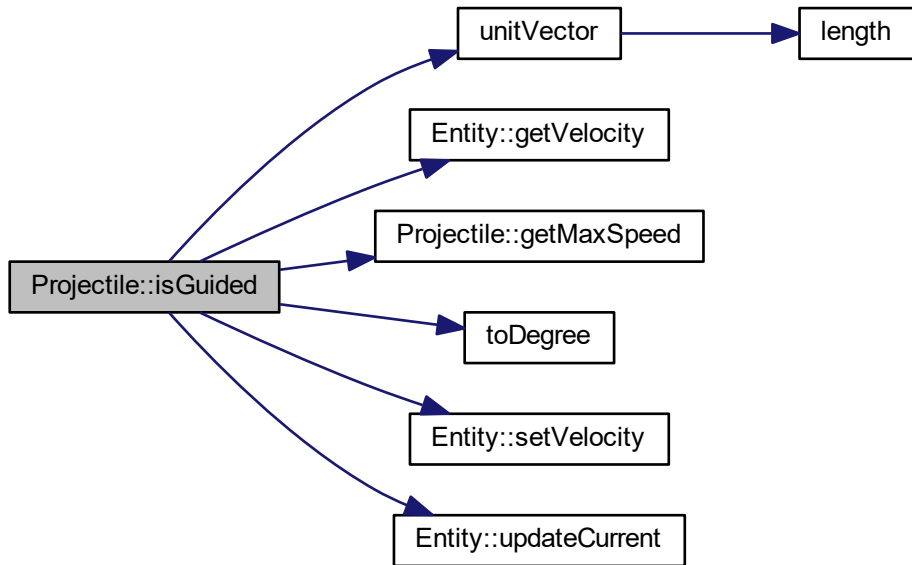 unitVector
length
Entity::getVelocity
Projectile::getMaxSpeed
Projectile::isGuided
toDegree
Entity::setVelocity
Entity::updateCurrent